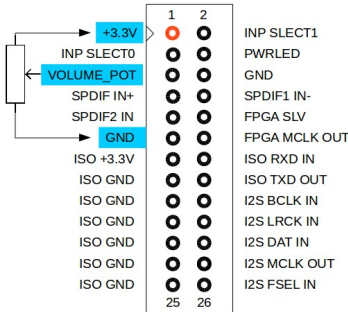 1 2
+3.3V INP SLECT1
INP SLECT0 PWRLED
VOLUME_POT GND
SPDIF IN+ SPDIF1 IN-
SPDIF2 IN FPGA SLV
GND FPGA MCLK OUT
ISO +3.3V ISO RXD IN
ISO GND ISO TXD OUT
ISO GND I2S BCLK IN
ISO GND I2S LRCK IN
ISO GND I2S DAT IN
ISO GND I2S MCLK OUT
ISO GND I2S FSEL IN
25 26